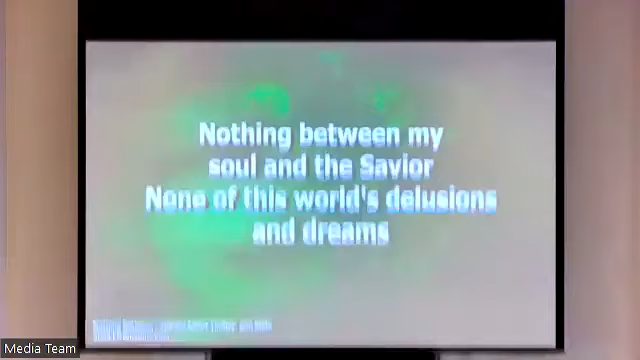 Nothing between my
soul and the Savior
None of this world's delusions
and dreams
Media Team